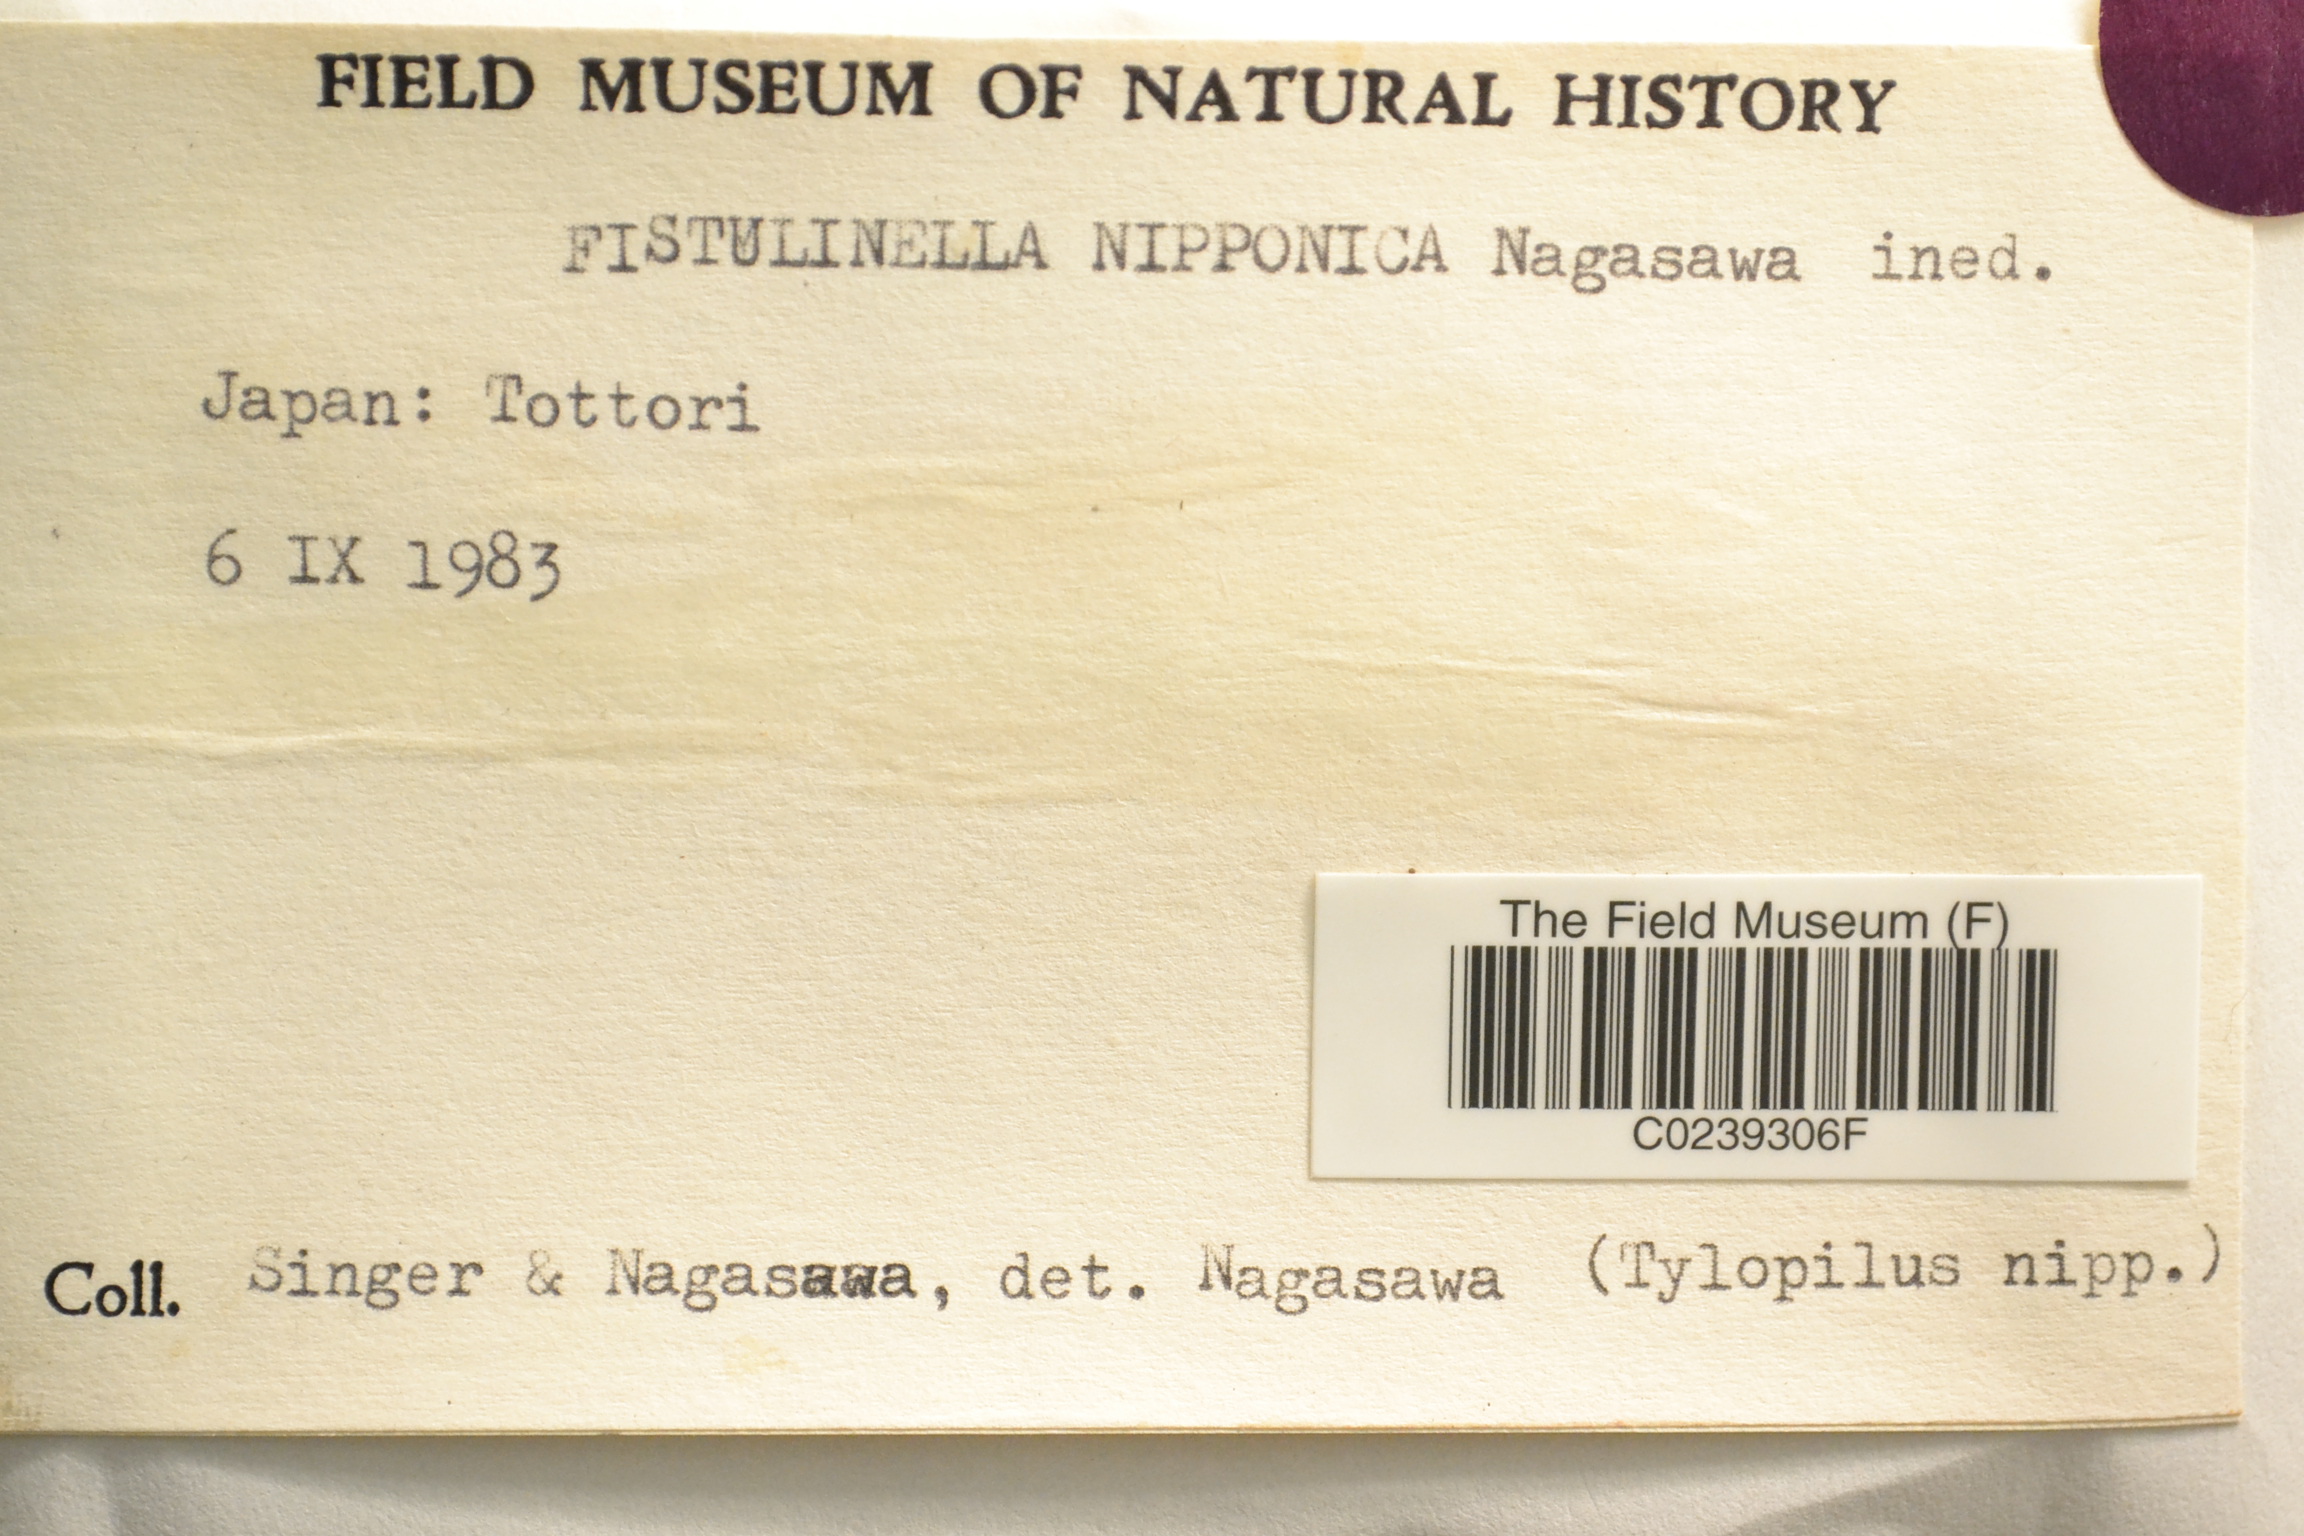 FIELD MUSEUM OF NATURAL HISTORY
FISTULINELLA NIPPONICA Nagasawa ined.
Japan: Tottori
6 IX 1983
The Field Museum (F)
C0239306F
Coll. Singer & Nagasawa, det. Nagasawa (Tylopilus nipp.)